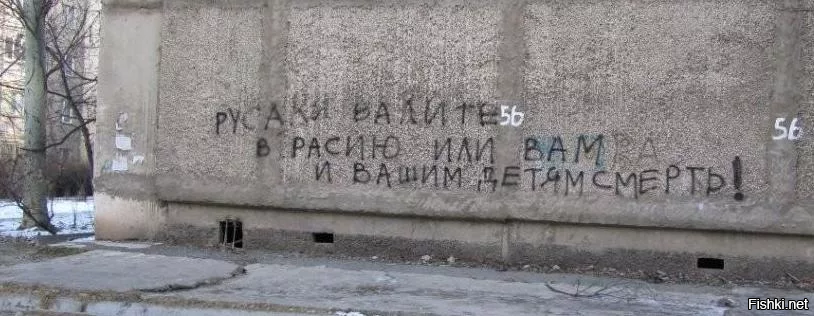 РУСАКИ ВАЛИТЕ
56
56
В РАСИЮ ИЛИ ВАМ
И ВАШИМ ДЕТЯМ СМЕРТЬ!
Fishki.net